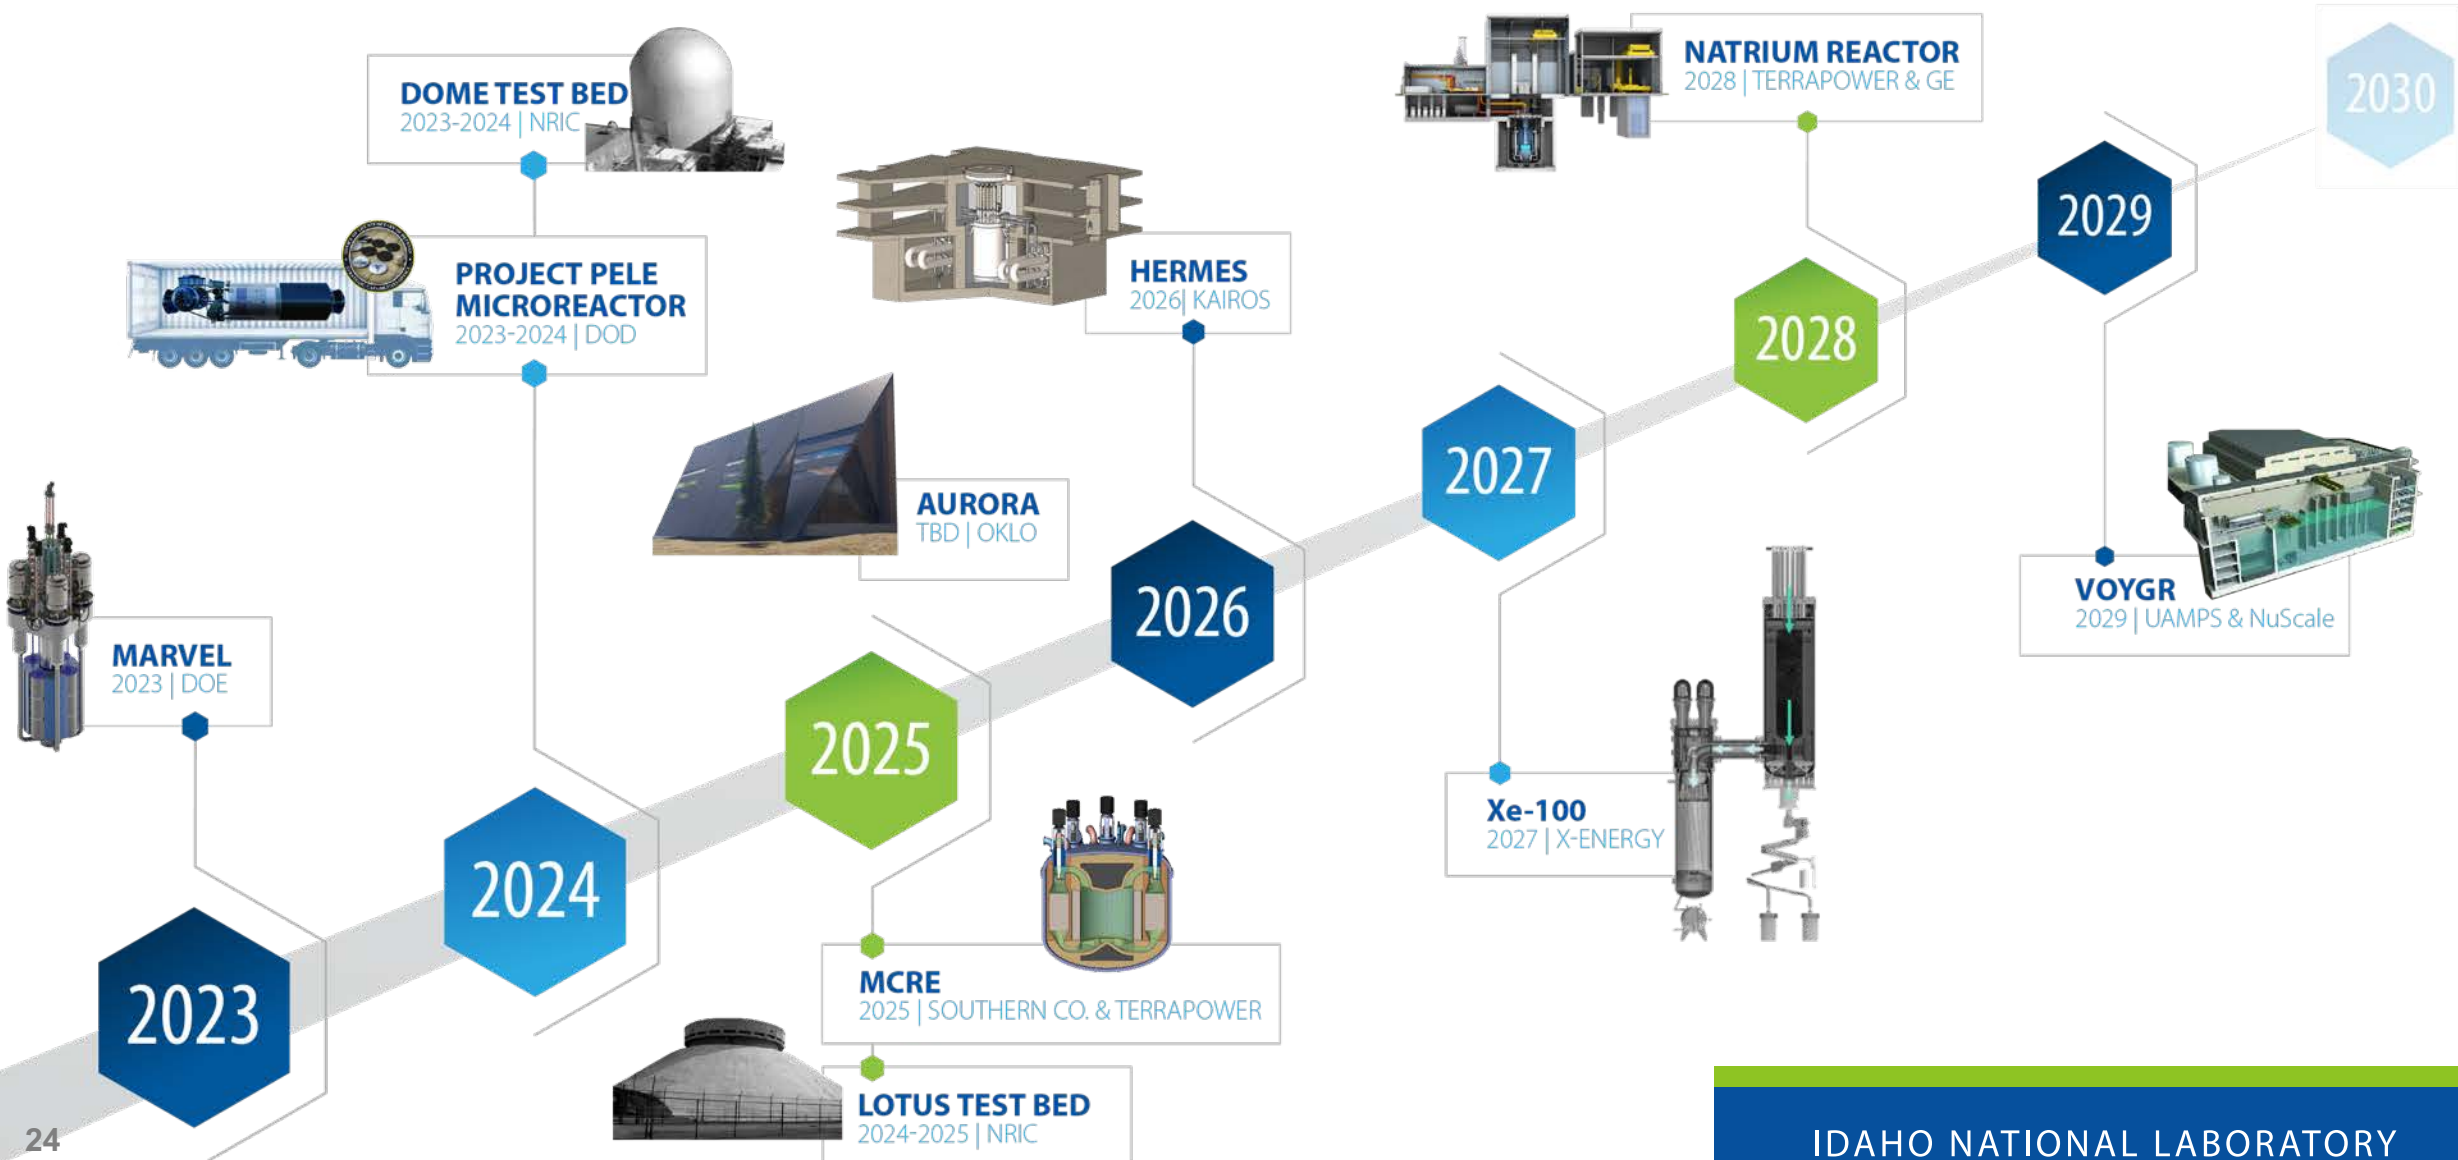 DOME TEST BED
2023-2024 | NRIC
PROJECT PELE
MICROREACTOR
2023-2024 | DOD
MARVEL
2023 | DOE
AURORA
TBD | OKLO
HERMES
2026| KAIROS
NATRIUM REACTOR
2028 | TERRAPOWER & GE
2023
2024
2025
2026
2027
2028
2029
2030
MCRE
2025 | SOUTHERN CO. & TERRAPOWER
LOTUS TEST BED
2024-2025 | NRIC
Xe-100
2027 | X-ENERGY
VOYGR
2029 | UAMPS & NuScale
24
IDAHO NATIONAL LABORATORY